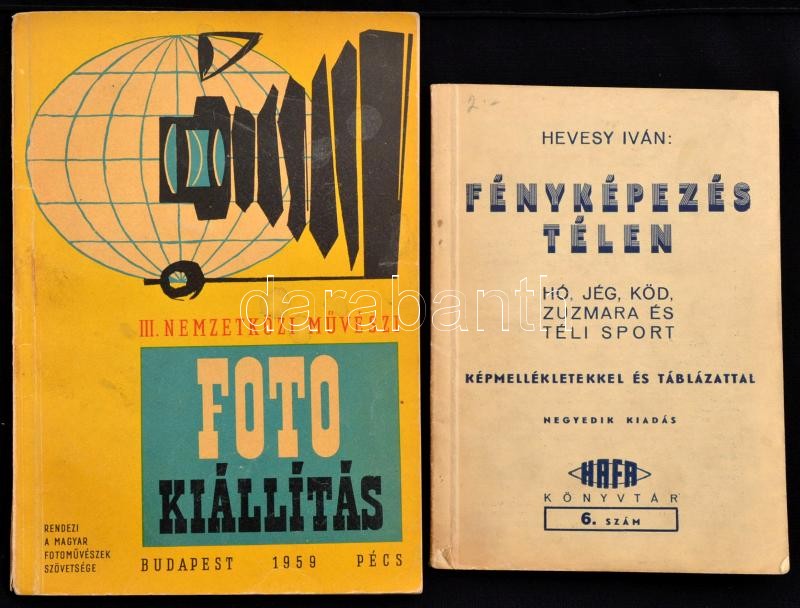 III. NEMZETKÖZI MŰVÉSZI
FOTO
KIÁLLÍTÁS
RENDEZI
A MAGYAR
FOTOMŰVÉSZEK
SZÖVETSÉGE
BUDAPEST 1959 PÉCS
2.-
HEVESY IVÁN:
FÉNYKÉPEZÉS
TÉLEN
HÓ, JÉG, KÖD,
ZUZMARA ÉS
TÉLI SPORT
KÉPMELLÉKLETEKKEL ÉS TÁBLÁZATTAL
NEGYEDIK KIADÁS
HAFA
KÖNYVTÁR
6. SZÁM
darabanth